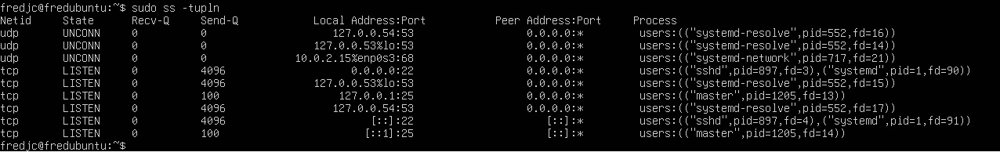 fredjc@fredubuntu:~$ sudo ss -tupln
Netid State Recv-Q Send-Q Local Address:Port Peer Address:Port Process
udp UNCONN 0 0 127.0.0.54:53 0.0.0.0:* users:(("systemd-resolve",pid=552,fd=16))
udp UNCONN 0 0 127.0.0.53%lo:53 0.0.0.0:* users:(("systemd-resolve",pid=552,fd=14))
udp UNCONN 0 0 10.0.2.15%enp0s3:68 0.0.0.0:* users:(("systemd-network",pid=717,fd=21))
tcp LISTEN 0 4096 0.0.0.0:22 0.0.0.0:* users:(("sshd",pid=897,fd=3),("systemd",pid=1,fd=90))
tcp LISTEN 0 4096 127.0.0.53%lo:53 0.0.0.0:* users:(("systemd-resolve",pid=552,fd=15))
tcp LISTEN 0 100 127.0.0.1:25 0.0.0.0:* users:(("master",pid=1205,fd=13))
tcp LISTEN 0 4096 127.0.0.54:53 0.0.0.0:* users:(("systemd-resolve",pid=552,fd=17))
tcp LISTEN 0 4096 [::]:22 [::]:* users:(("sshd",pid=897,fd=4),("systemd",pid=1,fd=91))
tcp LISTEN 0 100 [::1]:25 [::]:* users:(("master",pid=1205,fd=14))
fredjc@fredubuntu:~$